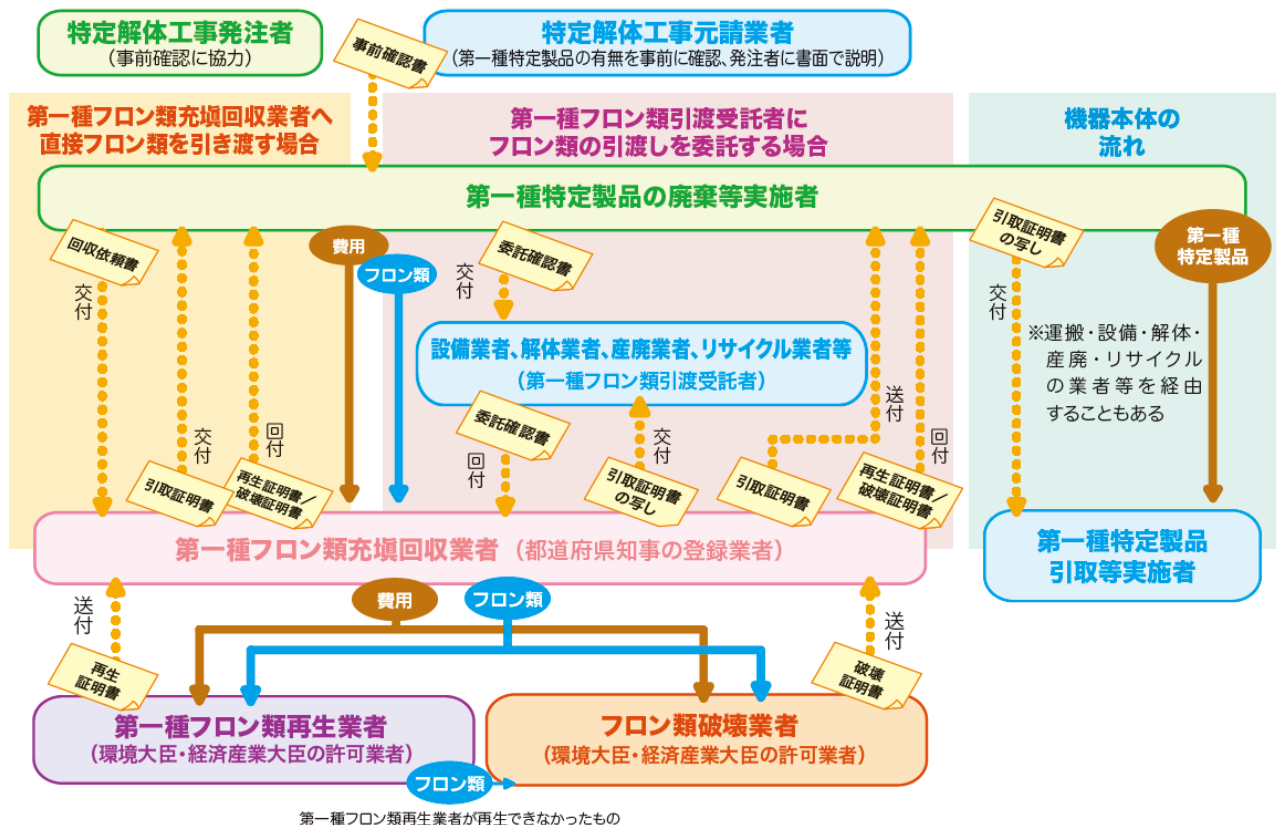 特定解体工事発注者
（事前確認に協力）
事前確認書
特定解体工事元請業者
（第一種特定製品の有無を事前に確認、発注者に書面で説明）
第一種フロン類充塡回収業者へ
直接フロン類を引き渡す場合
第一種フロン類引渡受託者に
フロン類の引渡しを委託する場合
機器本体の
流れ
第一種特定製品の廃棄等実施者
回収依頼書
交付
引取証明書
交付
再生証明書／
破壊証明書
回付
費用
フロン類
委託確認書
交付
設備業者、解体業者、産廃業者、リサイクル業者等
（第一種フロン類引渡受託者）
委託確認書
回付
引取証明書
の写し
交付
引取証明書
送付
再生証明書／
破壊証明書
回付
引取証明書
の写し
交付
第一種
特定製品
※運搬・設備・解体・
産廃・リサイクル
の業者等を経由
することもある
第一種フロン類充塡回収業者（都道府県知事の登録業者）
第一種特定製品
引取等実施者
送付
再生
証明書
費用
フロン類
送付
破壊
証明書
第一種フロン類再生業者
（環境大臣・経済産業大臣の許可業者）
フロン類破壊業者
（環境大臣・経済産業大臣の許可業者）
フロン類
第一種フロン類再生業者が再生できなかったもの